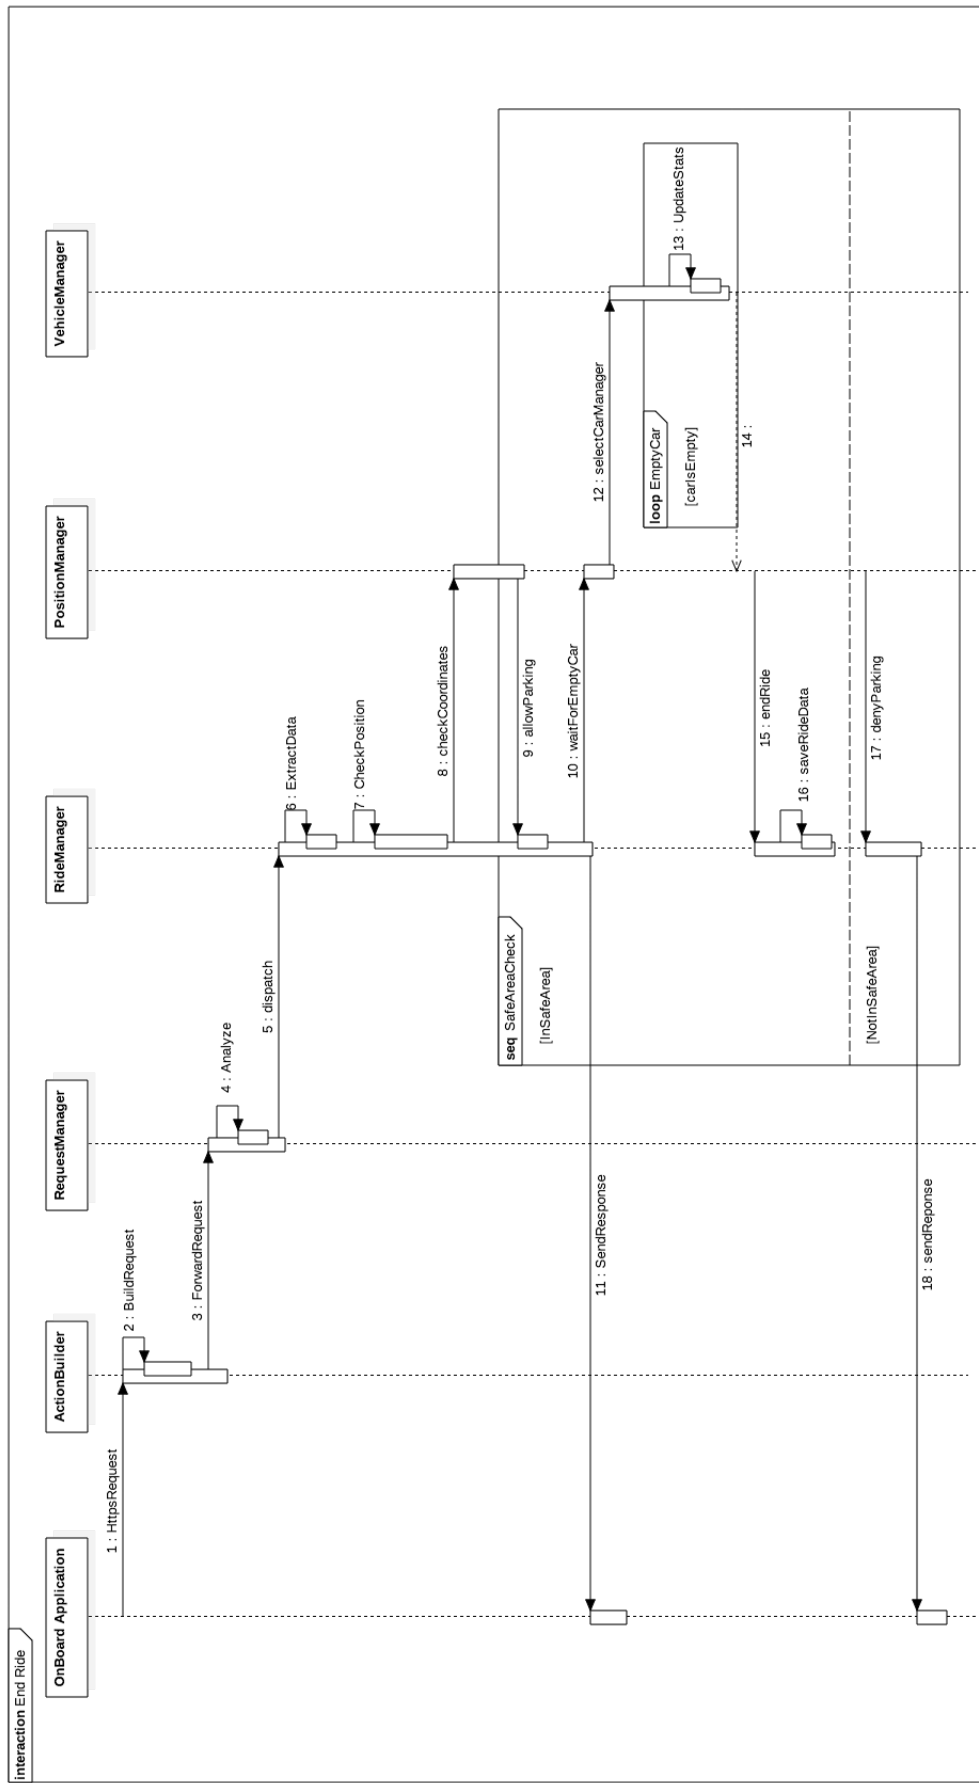 interaction End Ride
OnBoard Application
ActionBuilder
RequestManager
RideManager
PositionManager
VehicleManager
1 : HttpsRequest
2 : BuildRequest
3 : ForwardRequest
4 : Analyze
5 : dispatch
6 : ExtractData
7 : CheckPosition
8 : checkCoordinates
seq SafeAreaCheck
[InSafeArea]
9 : allowParking
10 : waitForEmptyCar
11 : SendResponse
12 : selectCarManager
loop EmptyCar
[carIsEmpty]
13 : UpdateStats
14 :
15 : endRide
16 : saveRideData
[NotInSafeArea]
17 : denyParking
18 : sendReponse